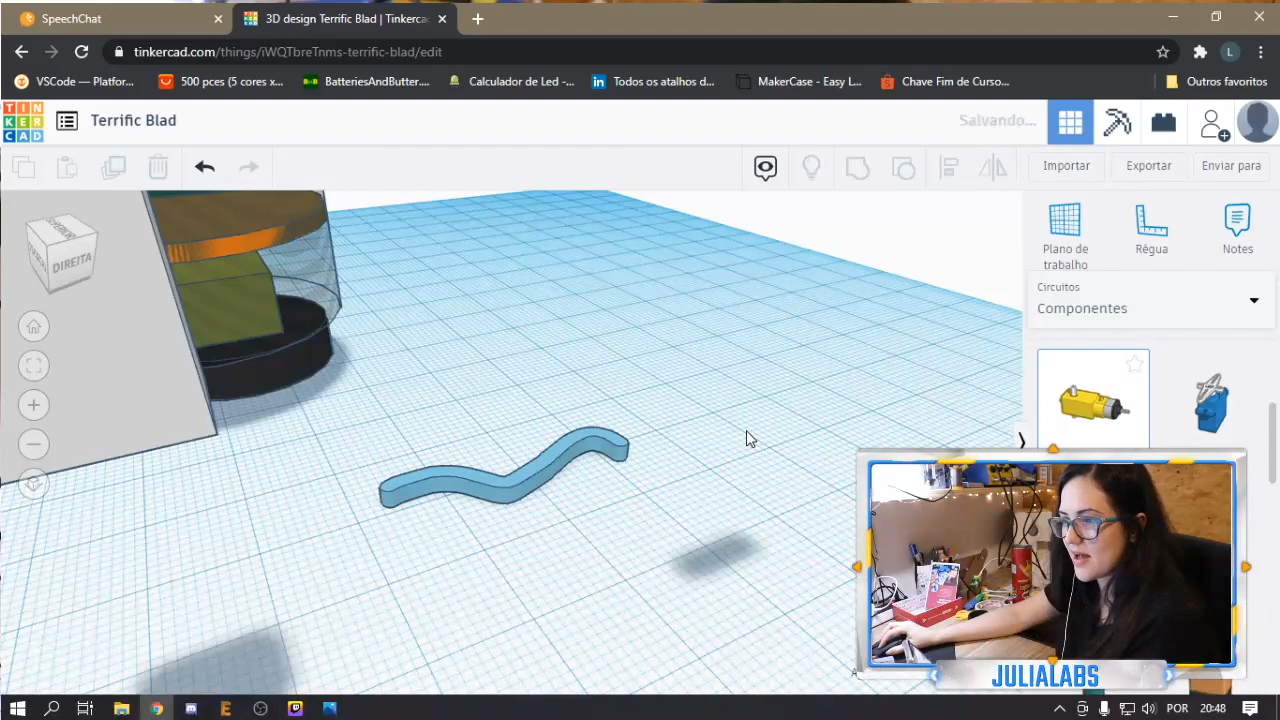 SpeechChat
3D design Terrific Blad | Tinkerca
tinkercad.com/things/iWQTbreTnms-terrific-blad/edit
L
VSCode — Platfor...
500 pces (5 cores x...
BatteriesAndButter....
Calculador de Led -...
Todos os atalhos d...
MakerCase - Easy L...
Chave Fim de Curso...
Outros favoritos
TIN
KER
CAD
Terrific Blad
Salvando...
Importar
Exportar
Enviar para
DIREITA
Plano de
trabalho
Régua
Notes
Circuitos
Componentes
JULIALABS
POR
20:48